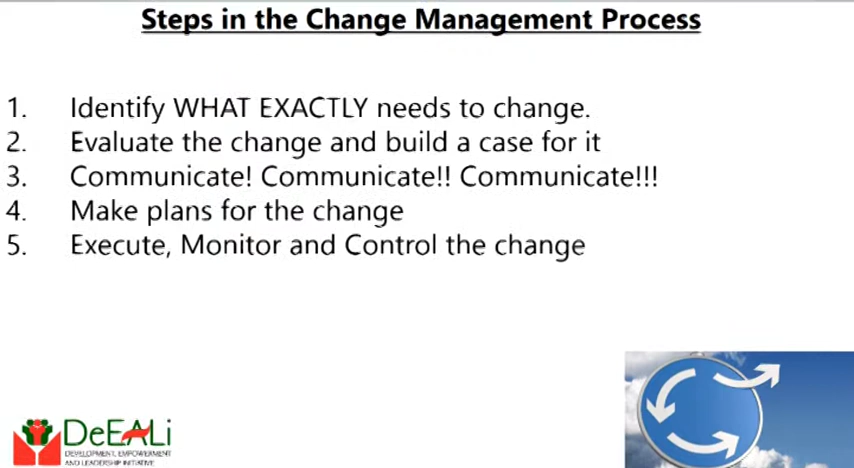 Steps in the Change Management Process
1. Identify WHAT EXACTLY needs to change.
2. Evaluate the change and build a case for it
3. Communicate! Communicate!! Communicate!!!
4. Make plans for the change
5. Execute, Monitor and Control the change
DeEALi
DEVELOPMENT, EMPOWERMENT
AND LEADERSHIP INITIATIVE